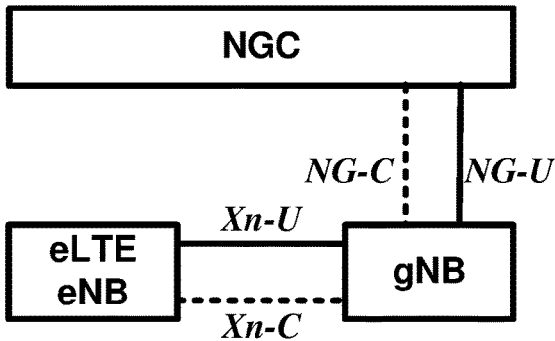 NGC
NG-C NG-U
Xn-U
eLTE
eNB
gNB
Xn-C